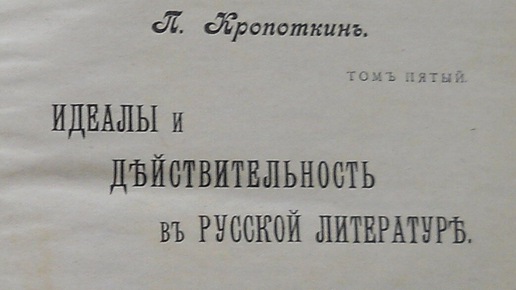 П. Кропоткинъ.
ТОМЪ ПЯТЫЙ.
ИДЕАЛЫ и
ДѢЙСТВИТЕЛЬНОСТЬ
въ РУССКОЙ ЛИТЕРАТУРѢ.